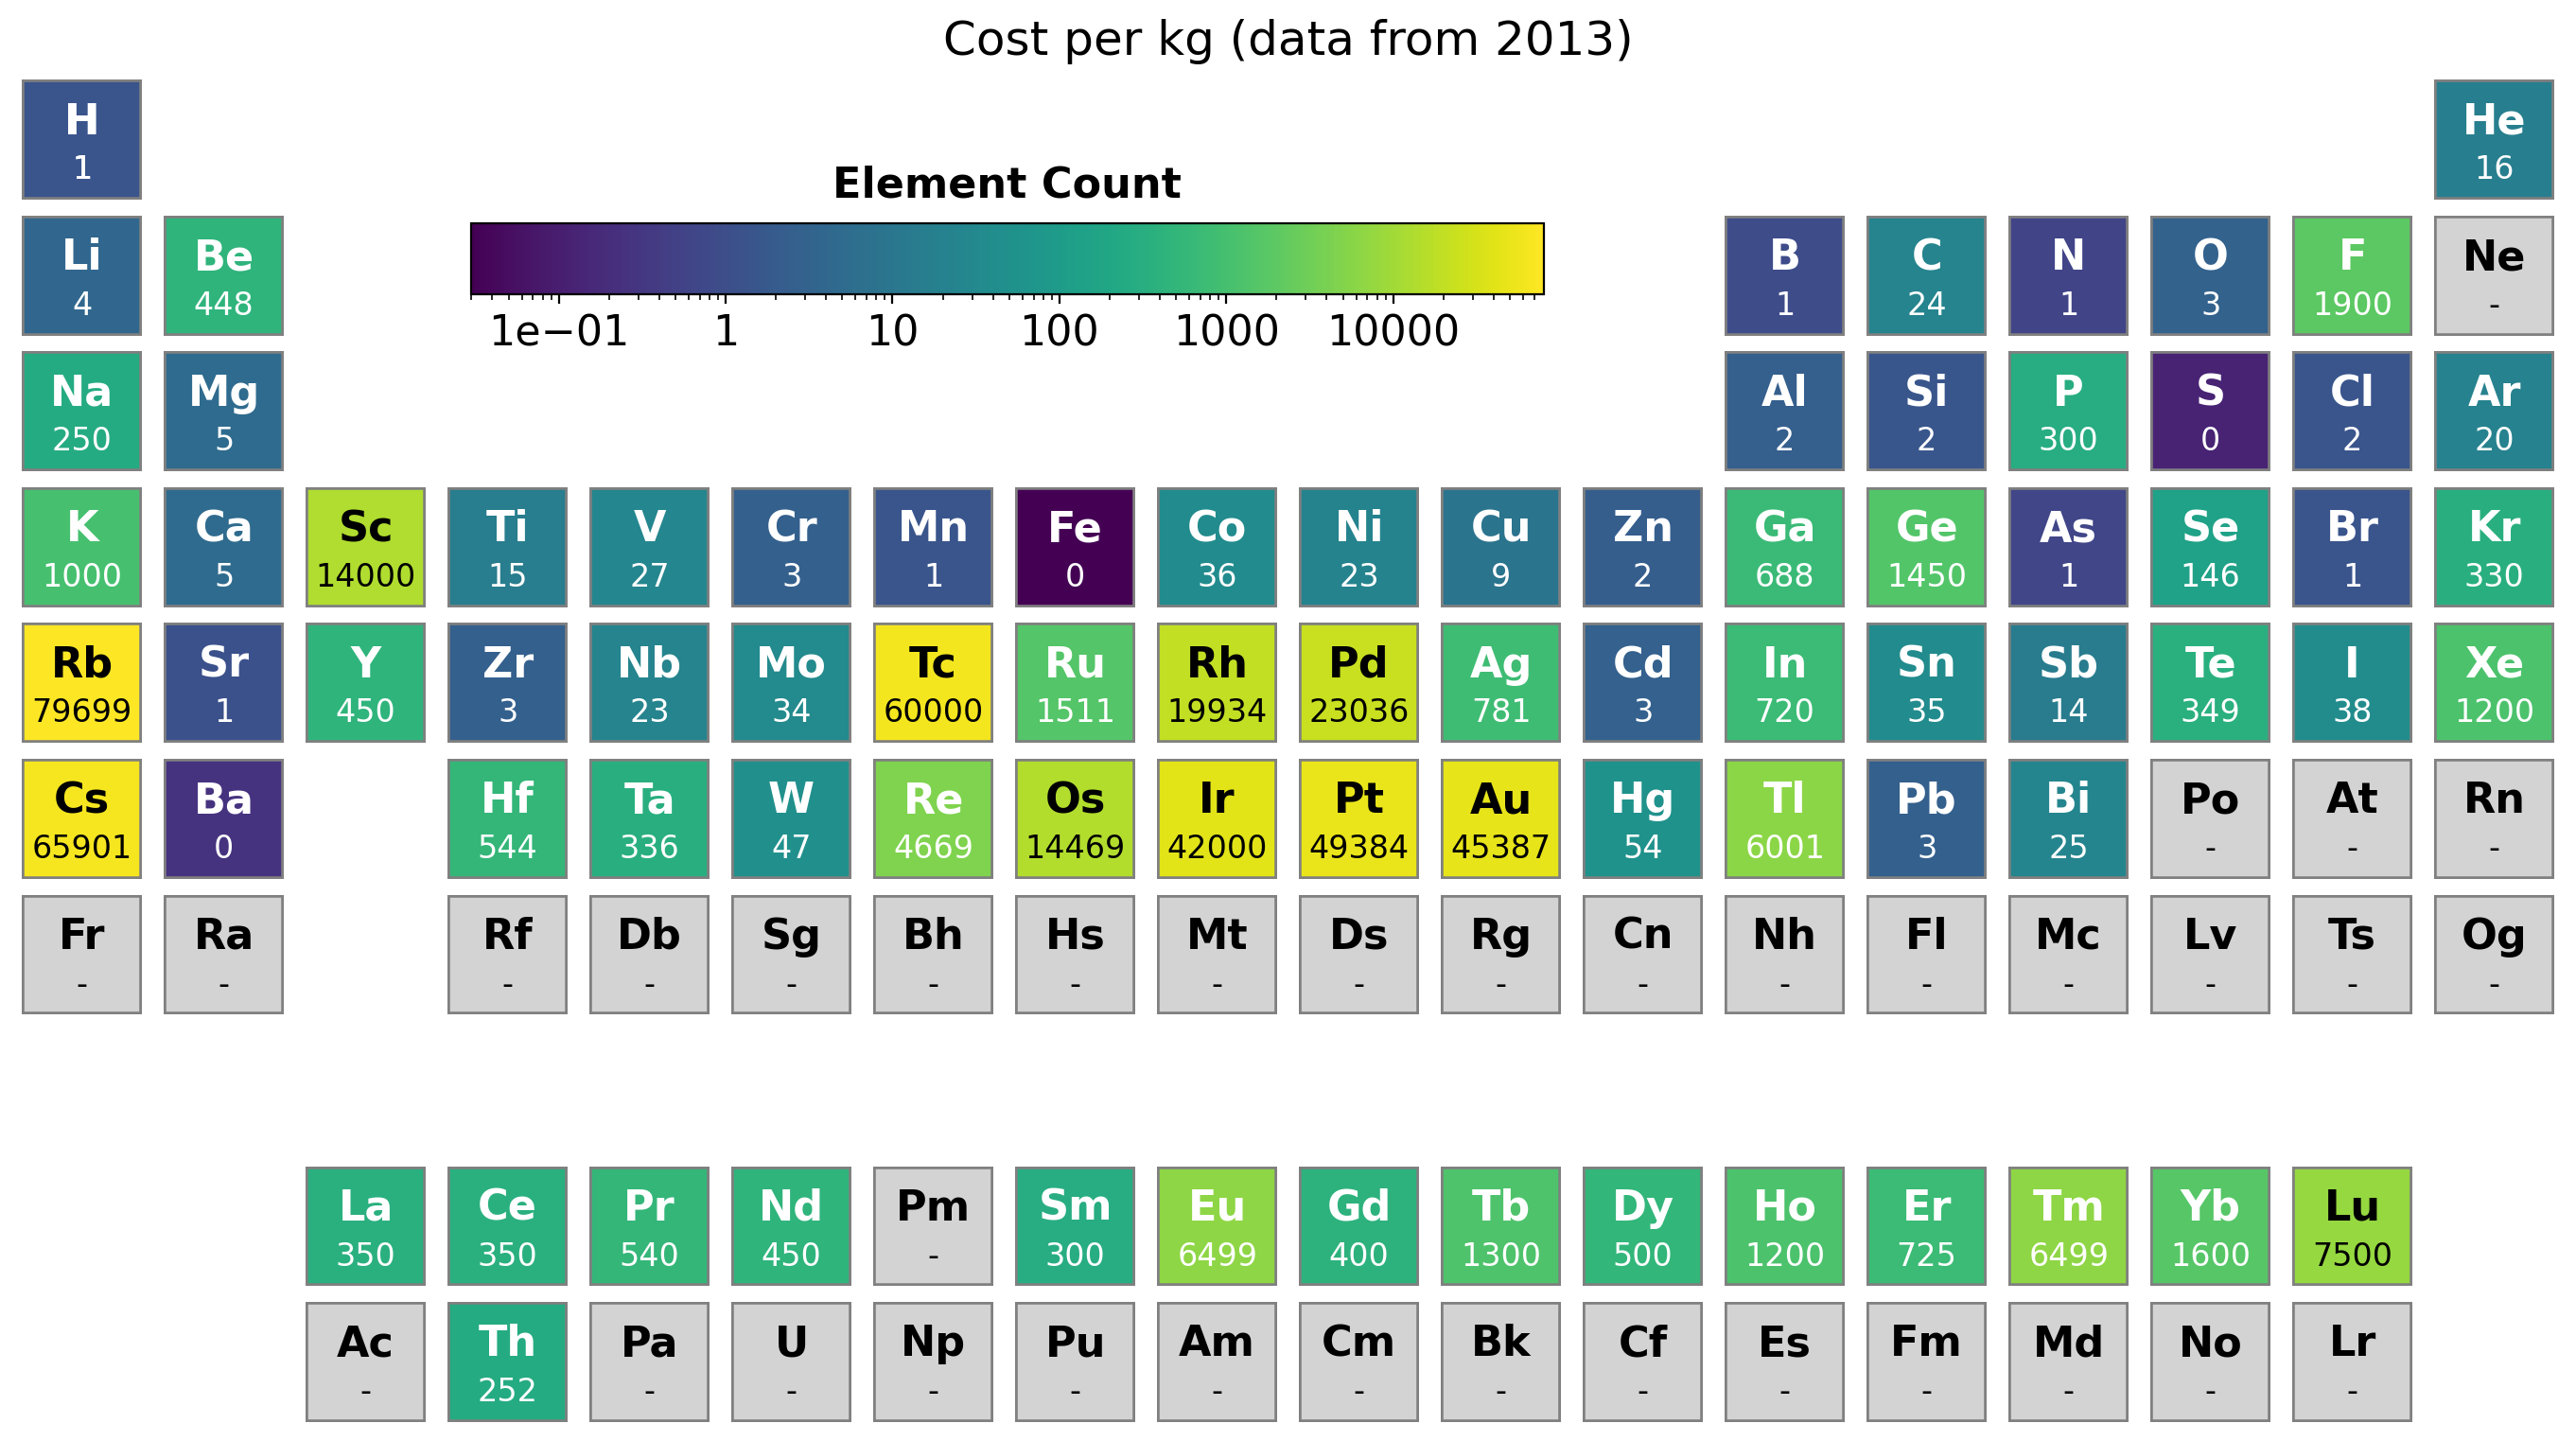 Cost per kg (data from 2013)
H He
1 16
Element Count
1e−01 1 10 100 1000 10000
Li Be B C N O F Ne
4 448 1 24 1 3 1900 -
Na Mg Al Si P S Cl Ar
250 5 2 2 300 0 2 20
K Ca Sc Ti V Cr Mn Fe Co Ni Cu Zn Ga Ge As Se Br Kr
1000 5 14000 15 27 3 1 0 36 23 9 2 688 1450 1 146 1 330
Rb Sr Y Zr Nb Mo Tc Ru Rh Pd Ag Cd In Sn Sb Te I Xe
79699 1 450 3 23 34 60000 1511 19934 23036 781 3 720 35 14 349 38 1200
Cs Ba Hf Ta W Re Os Ir Pt Au Hg Tl Pb Bi Po At Rn
65901 0 544 336 47 4669 14469 42000 49384 45387 54 6001 3 25 - - -
Fr Ra Rf Db Sg Bh Hs Mt Ds Rg Cn Nh Fl Mc Lv Ts Og
- - - - - - - - - - - - - - - - -
La Ce Pr Nd Pm Sm Eu Gd Tb Dy Ho Er Tm Yb Lu
350 350 540 450 - 300 6499 400 1300 500 1200 725 6499 1600 7500
Ac Th Pa U Np Pu Am Cm Bk Cf Es Fm Md No Lr
- 252 - - - - - - - - - - - - -